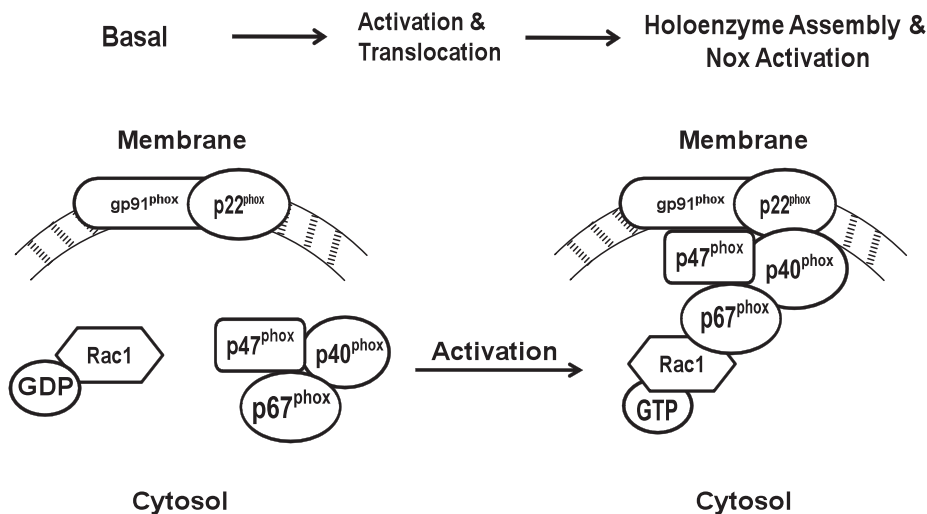 Basal
Activation &
Translocation
Holoenzyme Assembly &
Nox Activation
Membrane
gp91phox
p22phox
Rac1
GDP
p47phox
p40phox
p67phox
Cytosol
Activation
Membrane
gp91phox
p22phox
p47phox
p40phox
p67phox
Rac1
GTP
Cytosol